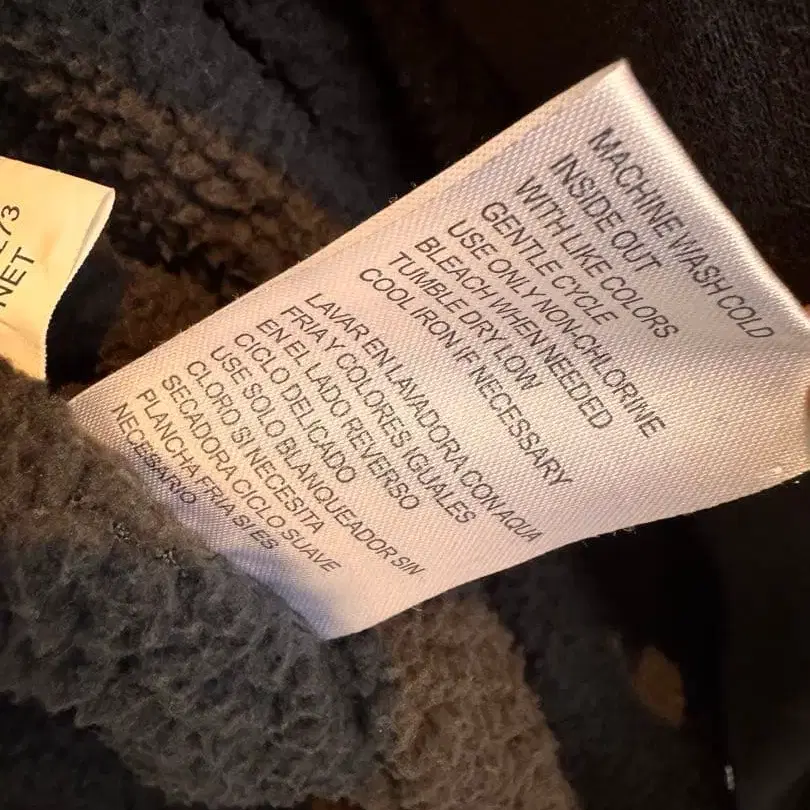 MACHINE WASH COLD
INSIDE OUT
WITH LIKE COLORS
GENTLE CYCLE
USE ONLY NON-CHLORINE
BLEACH WHEN NEEDED
TUMBLE DRY LOW
COOL IRON IF NECESSARY
LAVAR EN LAVADORA CON AQUA
FRIA Y COLORES IGUALES
EN EL LADO REVERSO
CICLO DELICADO
USE SOLO BLANQUEADOR SIN
CLORO SI NECESITA
SECADORA CICLO SUAVE
PLANCHA FRIA SI ES
NECESARIO
73
NET